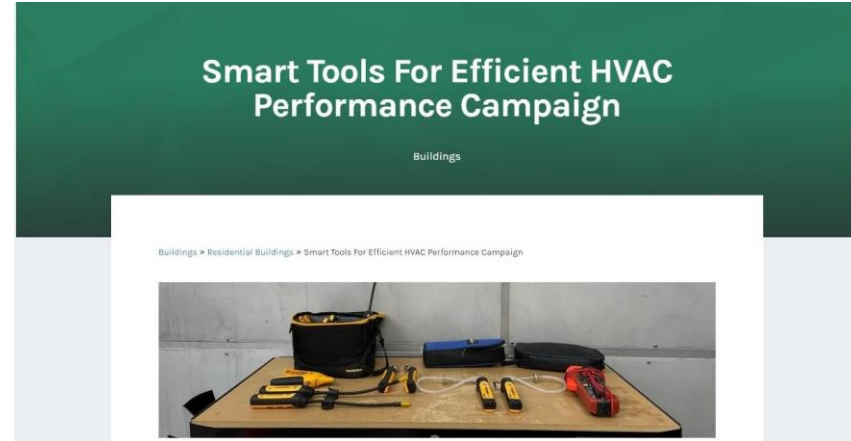 Smart Tools For Efficient HVAC
Performance Campaign
Buildings
Buildings » Residential Buildings » Smart Tools For Efficient HVAC Performance Campaign